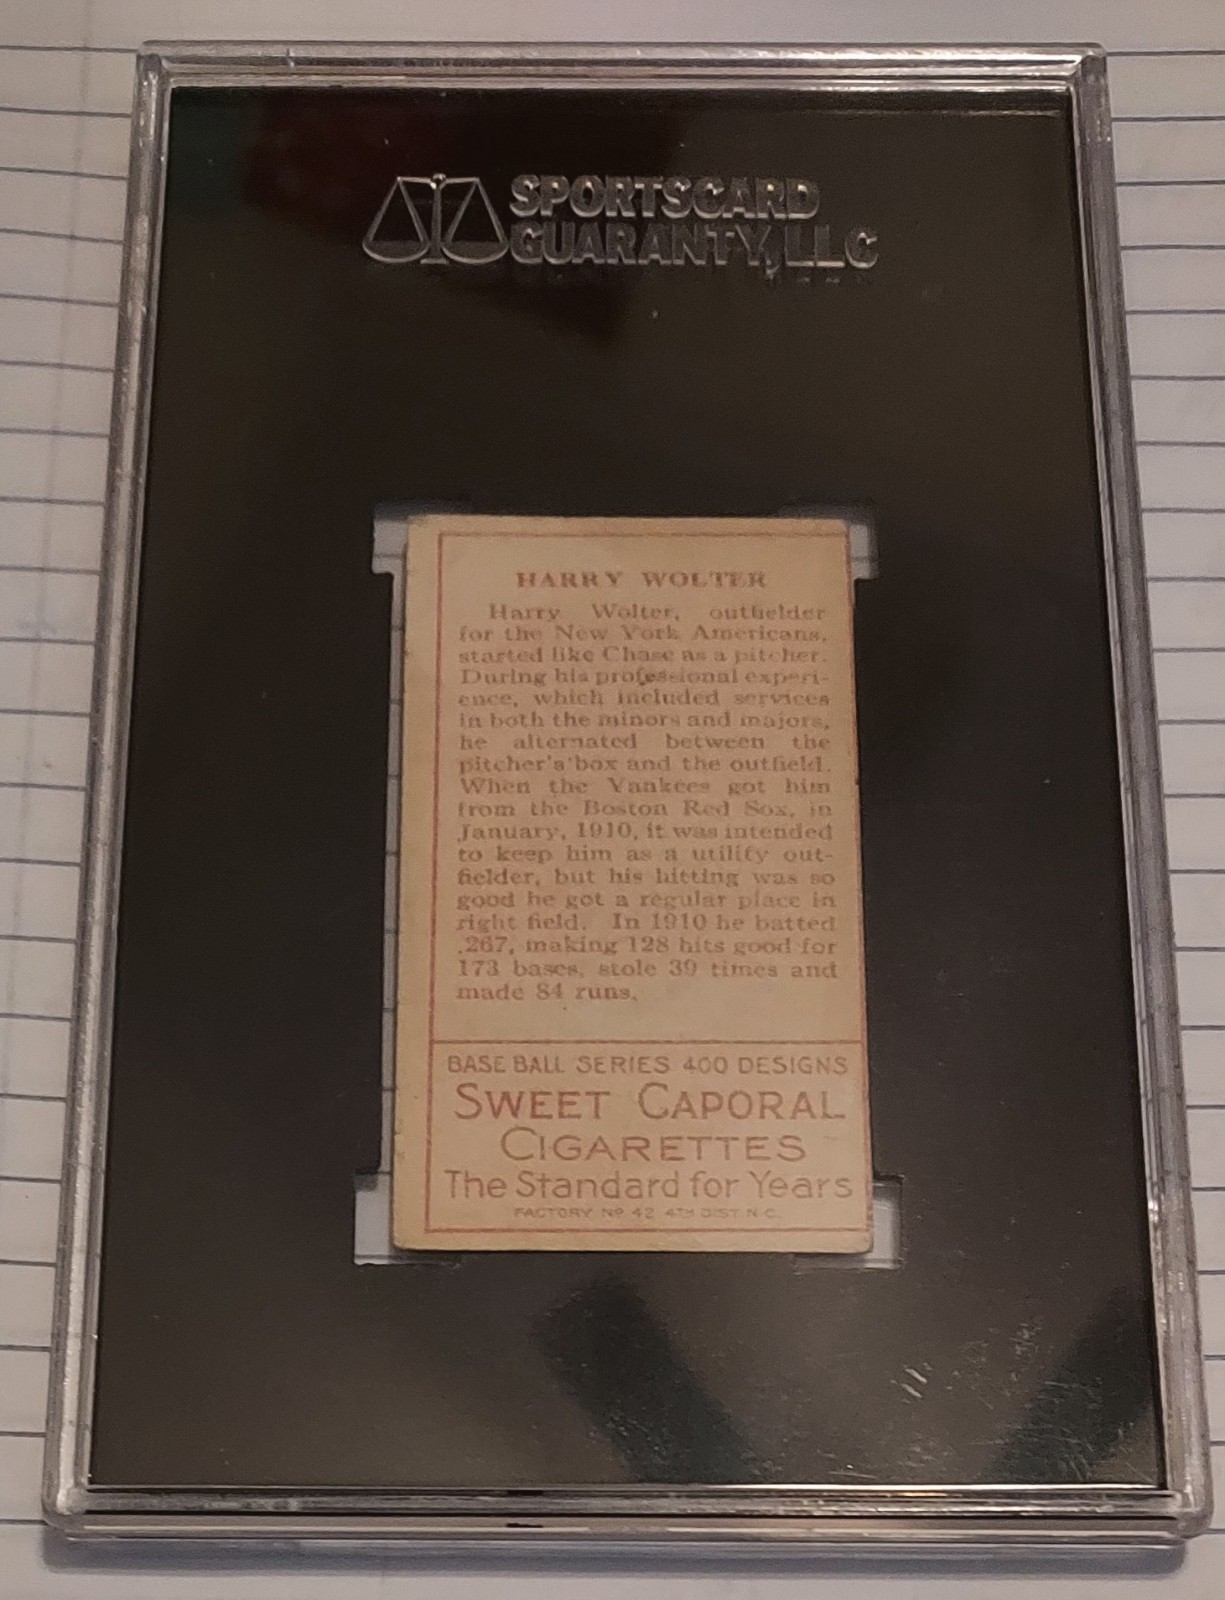 SPORTSCARD
GUARANTY, LLC
HARRY WOLTER
Harry Wolter, outfielder
for the New York Americans,
started like Chase as a pitcher.
During his professional experi-
ence, which included services
in both the minors and majors,
he alternated between the
pitcher's box and the outfield.
When the Yankees got him
from the Boston Red Sox, in
January, 1910, it was intended
to keep him as a utility out-
fielder, but his hitting was so
good he got a regular place in
right field. In 1910 he batted
.267, making 128 hits good for
173 bases, stole 39 times and
made 84 runs.
BASE BALL SERIES 400 DESIGNS
SWEET CAPORAL
CIGARETTES
The Standard for Years
FACTORY No 42 4TH DIST. N.C.